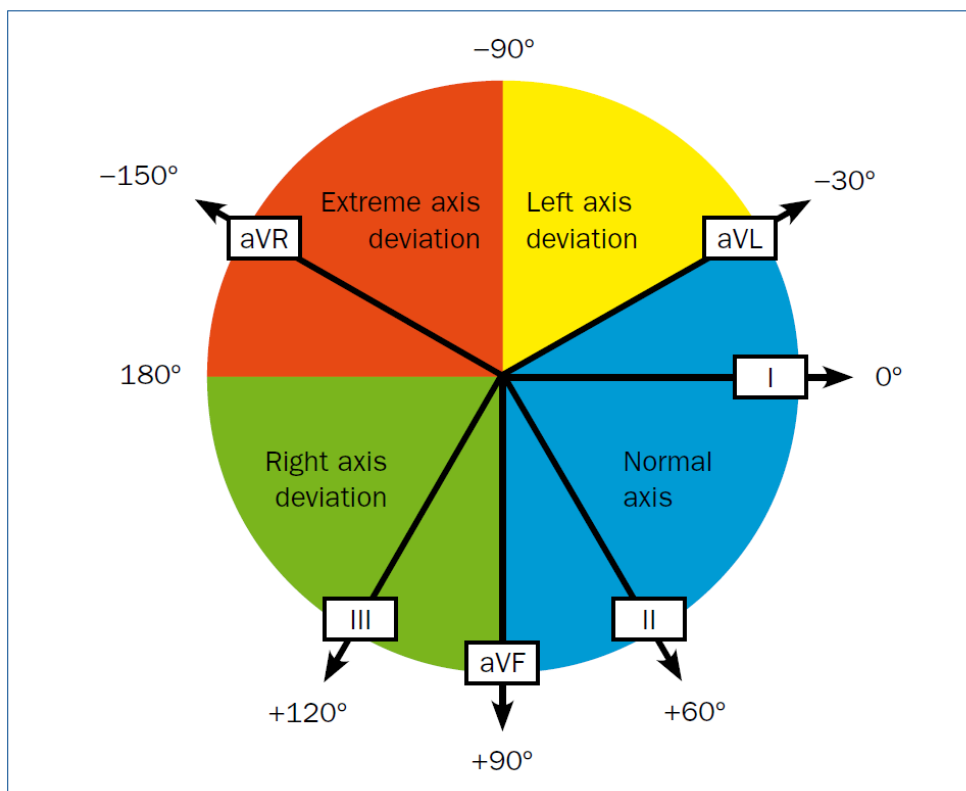 –90°
–150°
–30°
Extreme axis
deviation
Left axis
deviation
aVR
aVL
180°
I
0°
Right axis
deviation
Normal
axis
III
II
aVF
+120°
+60°
+90°